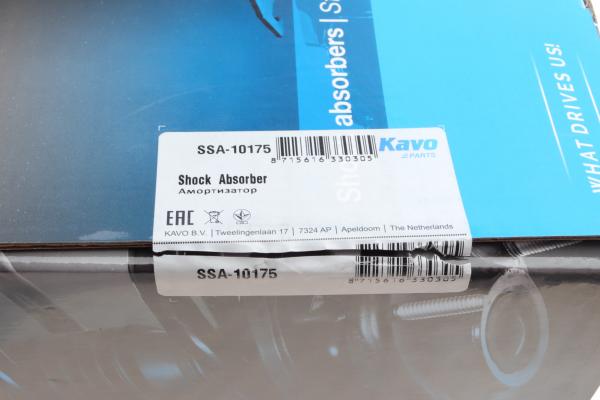 absorbers | S
WHAT DRIVES US!
SSA-10175
8 715616 330305
Kavo
PARTS
Shock Absorber
Амортизатор
EAC
KAVO B.V. | Tweelingenlaan 17 | 7324 AP | Apeldoorn | The Netherlands
SSA-10175
8 715616 330305